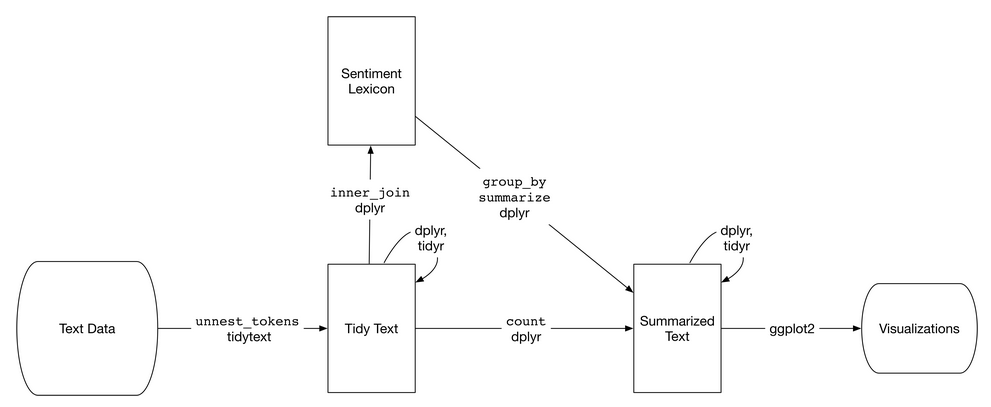 Sentiment
Lexicon
inner_join
dplyr
group_by
summarize
dplyr
dplyr,
tidyr
dplyr,
tidyr
Text Data
unnest_tokens
tidytext
Tidy Text
count
dplyr
Summarized
Text
ggplot2
Visualizations